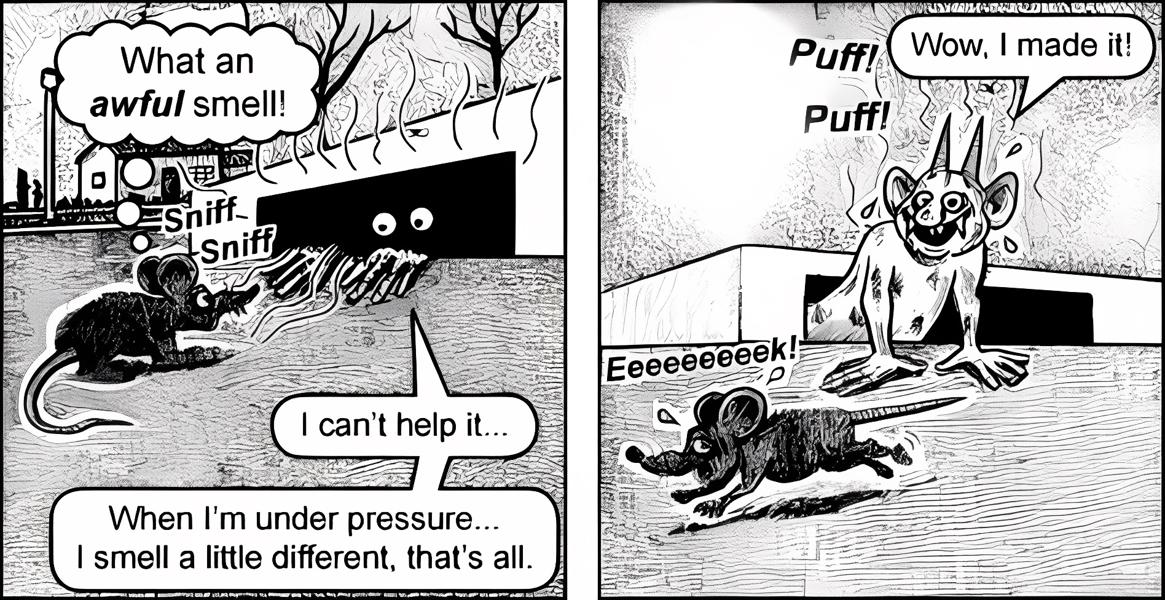 What an
awful smell!
Sniff
Sniff
I can't help it...
When I'm under pressure...
I smell a little different, that's all.
Puff!
Wow, I made it!
Puff!
Eeeeeeeeek!